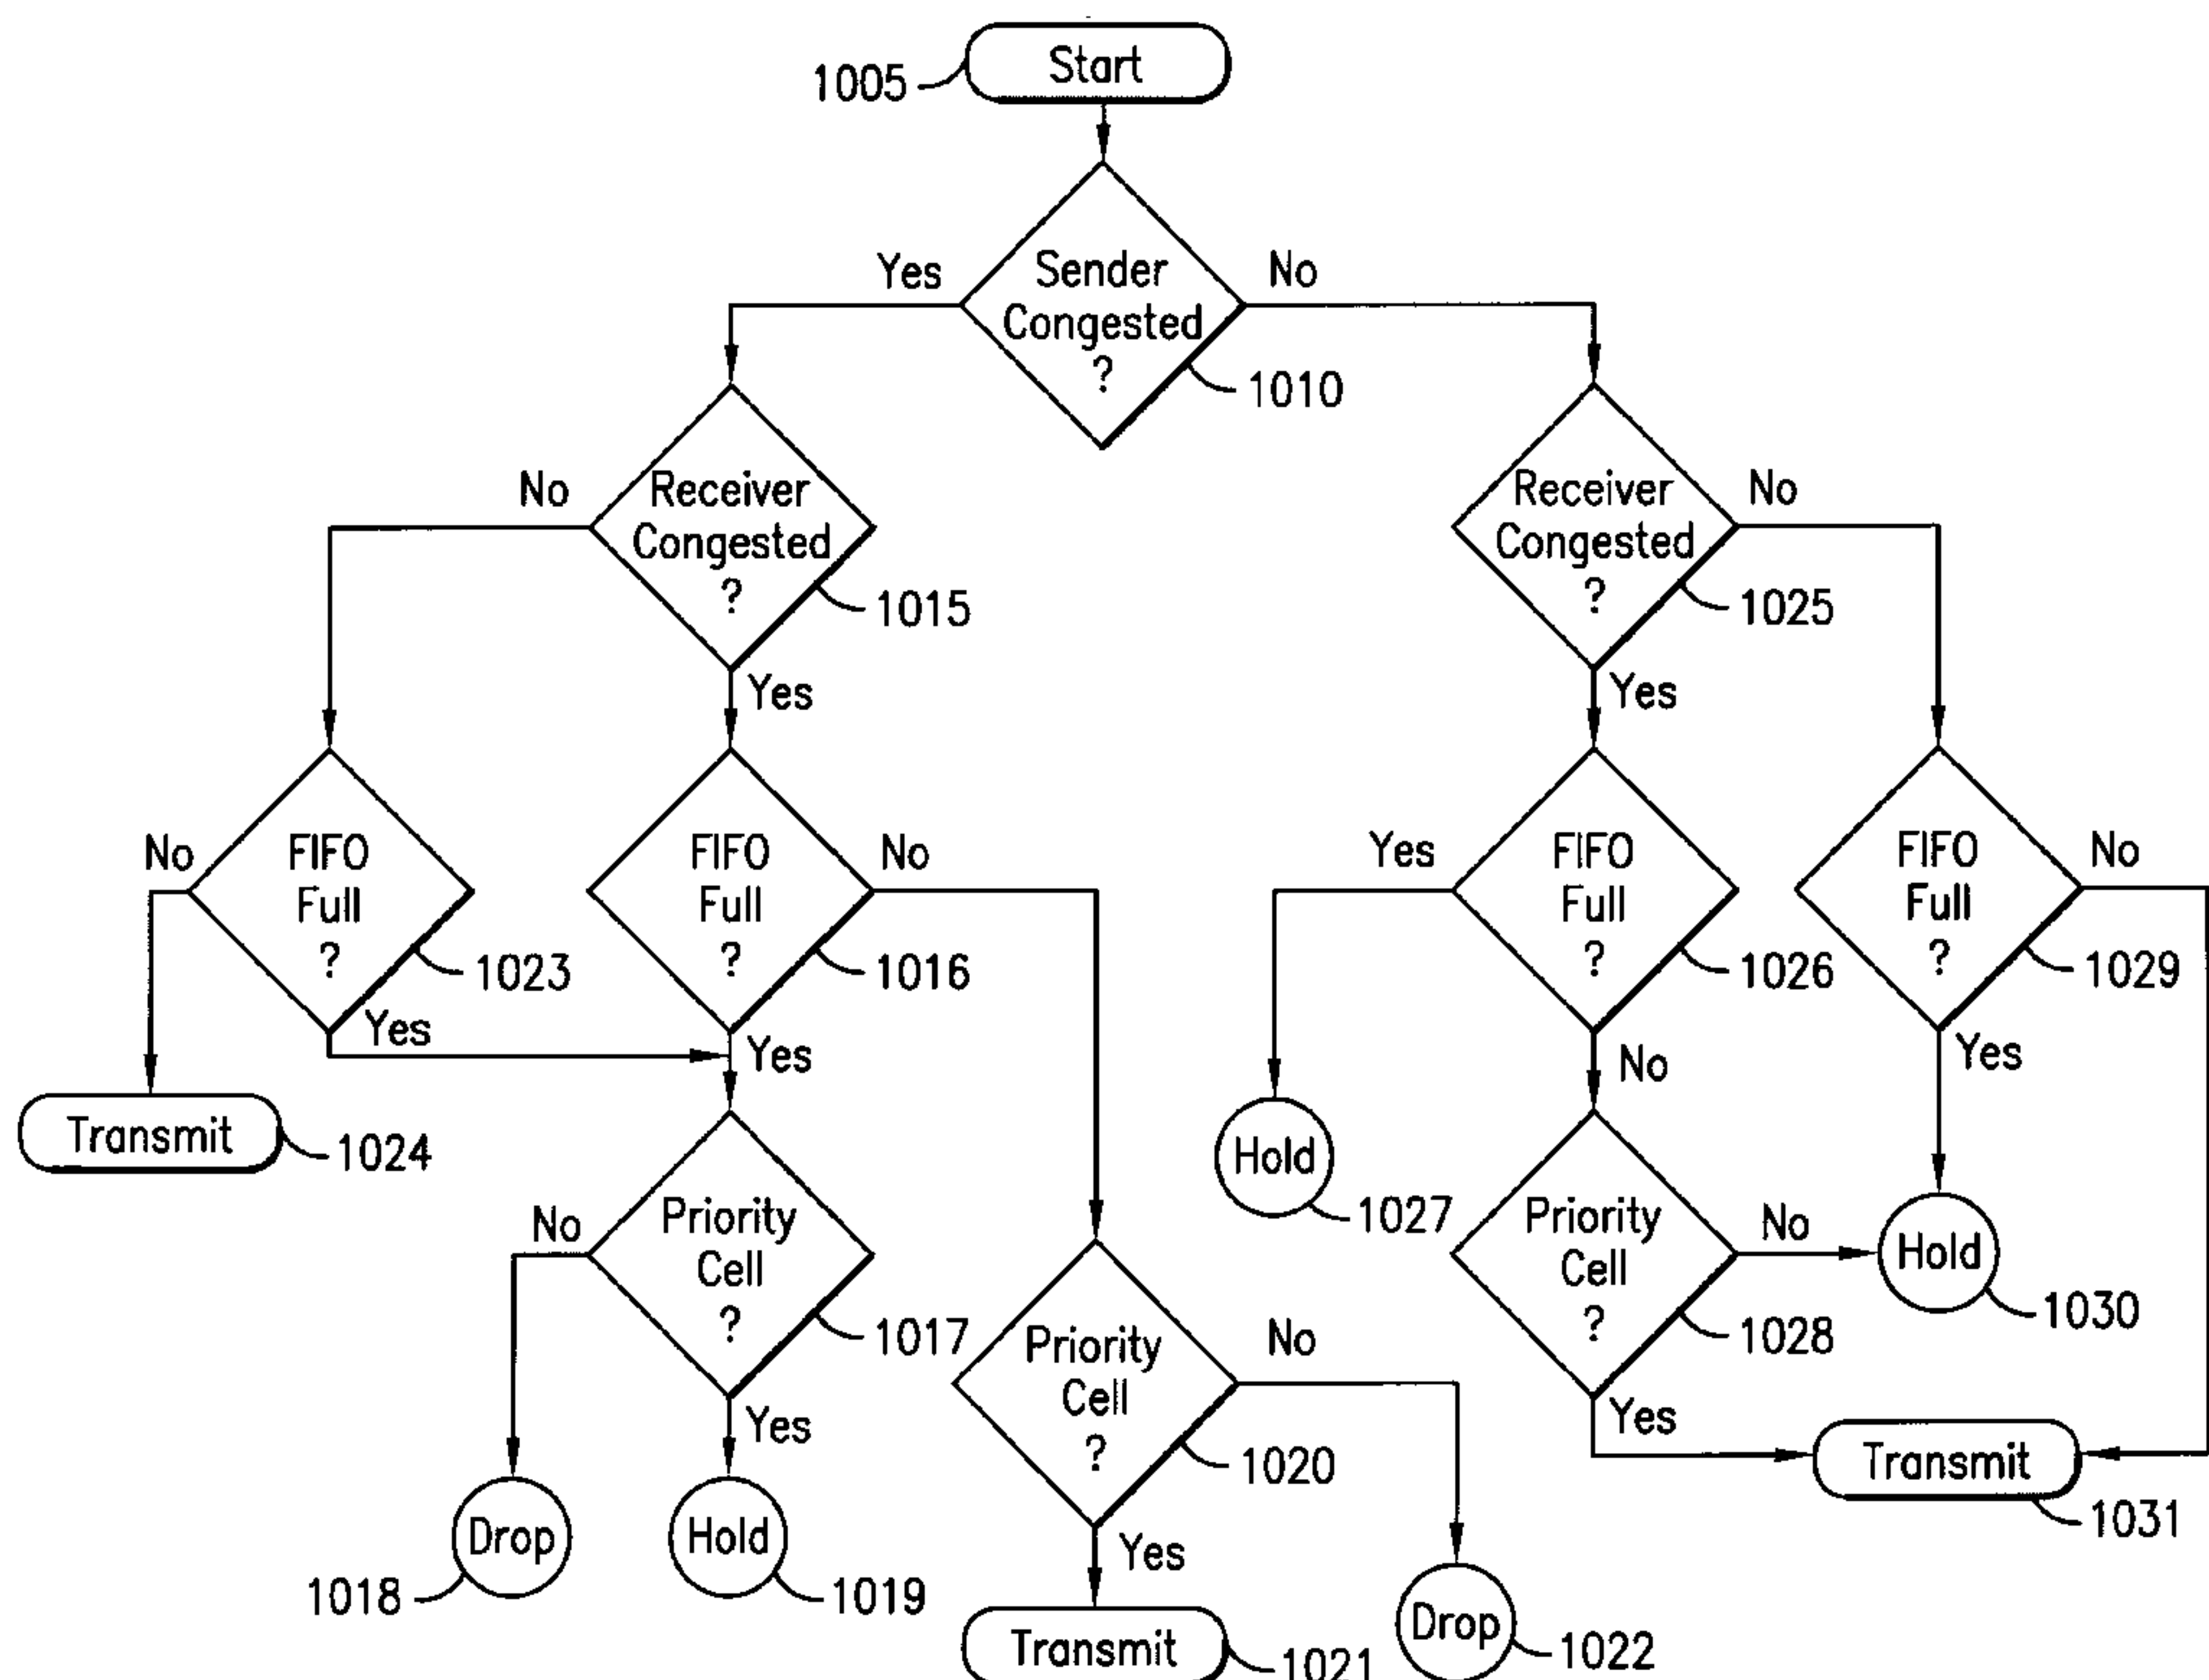 Start
1005
Yes
Sender
Congested
?
No
1010
No
Receiver
Congested
?
1015
Yes
Receiver
Congested
?
No
1025
Yes
No
FIFO
Full
?
1023
Yes
FIFO
Full
?
No
1016
Yes
Yes
FIFO
Full
?
1026
No
FIFO
Full
?
No
1029
Yes
Transmit
1024
Hold
1027
No
Priority
Cell
?
1017
Yes
Priority
Cell
?
No
1020
Yes
Priority
Cell
?
No
1028
Yes
Hold
1030
Transmit
1031
Drop
1018
Hold
1019
Transmit
1021
Drop
1022